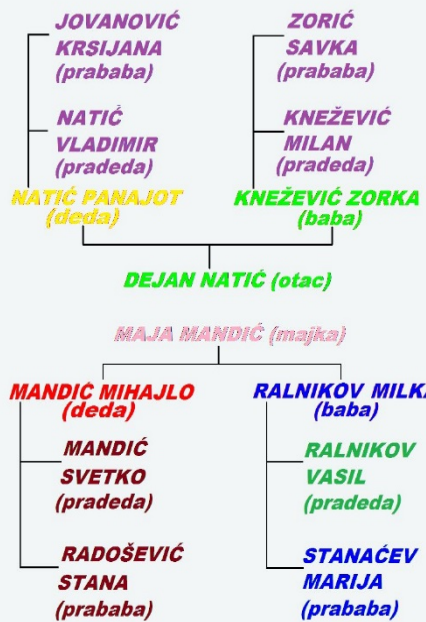 JOVANOVIĆ
KRSIJANA
(prababa)
ZORIĆ
SAVKA
(prababa)
NATIĆ
VLADIMIR
(pradeda)
KNEŽEVIĆ
MILAN
(pradeda)
NATIĆ PANAJOT
(deda)
KNEŽEVIĆ ZORKA
(baba)
DEJAN NATIĆ (otac)
MAJA MANDIĆ (majka)
MANDIĆ MIHAJLO
(deda)
RALNIKOV MILKA
(baba)
MANDIĆ
SVETKO
(pradeda)
RALNIKOV
VASIL
(pradeda)
RADOŠEVIĆ
STANA
(prababa)
STANAĆEV
MARIJA
(prababa)